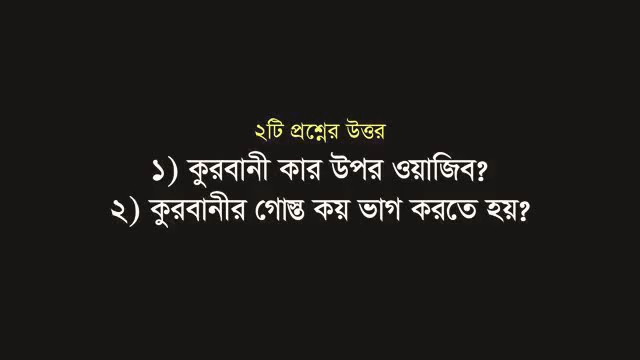 ২টি প্রশ্নের উত্তর
১) কুরবানী কার উপর ওয়াজিব?
২) কুরবানীর গোস্ত কয় ভাগ করতে হয়?